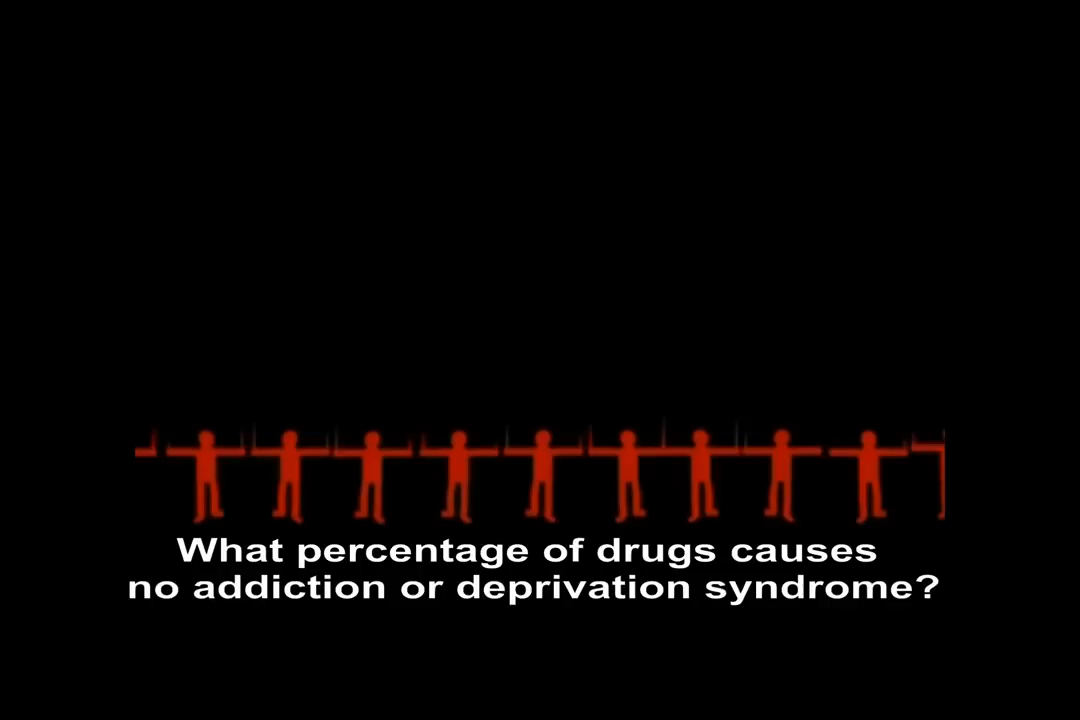 What percentage of drugs causes
no addiction or deprivation syndrome?